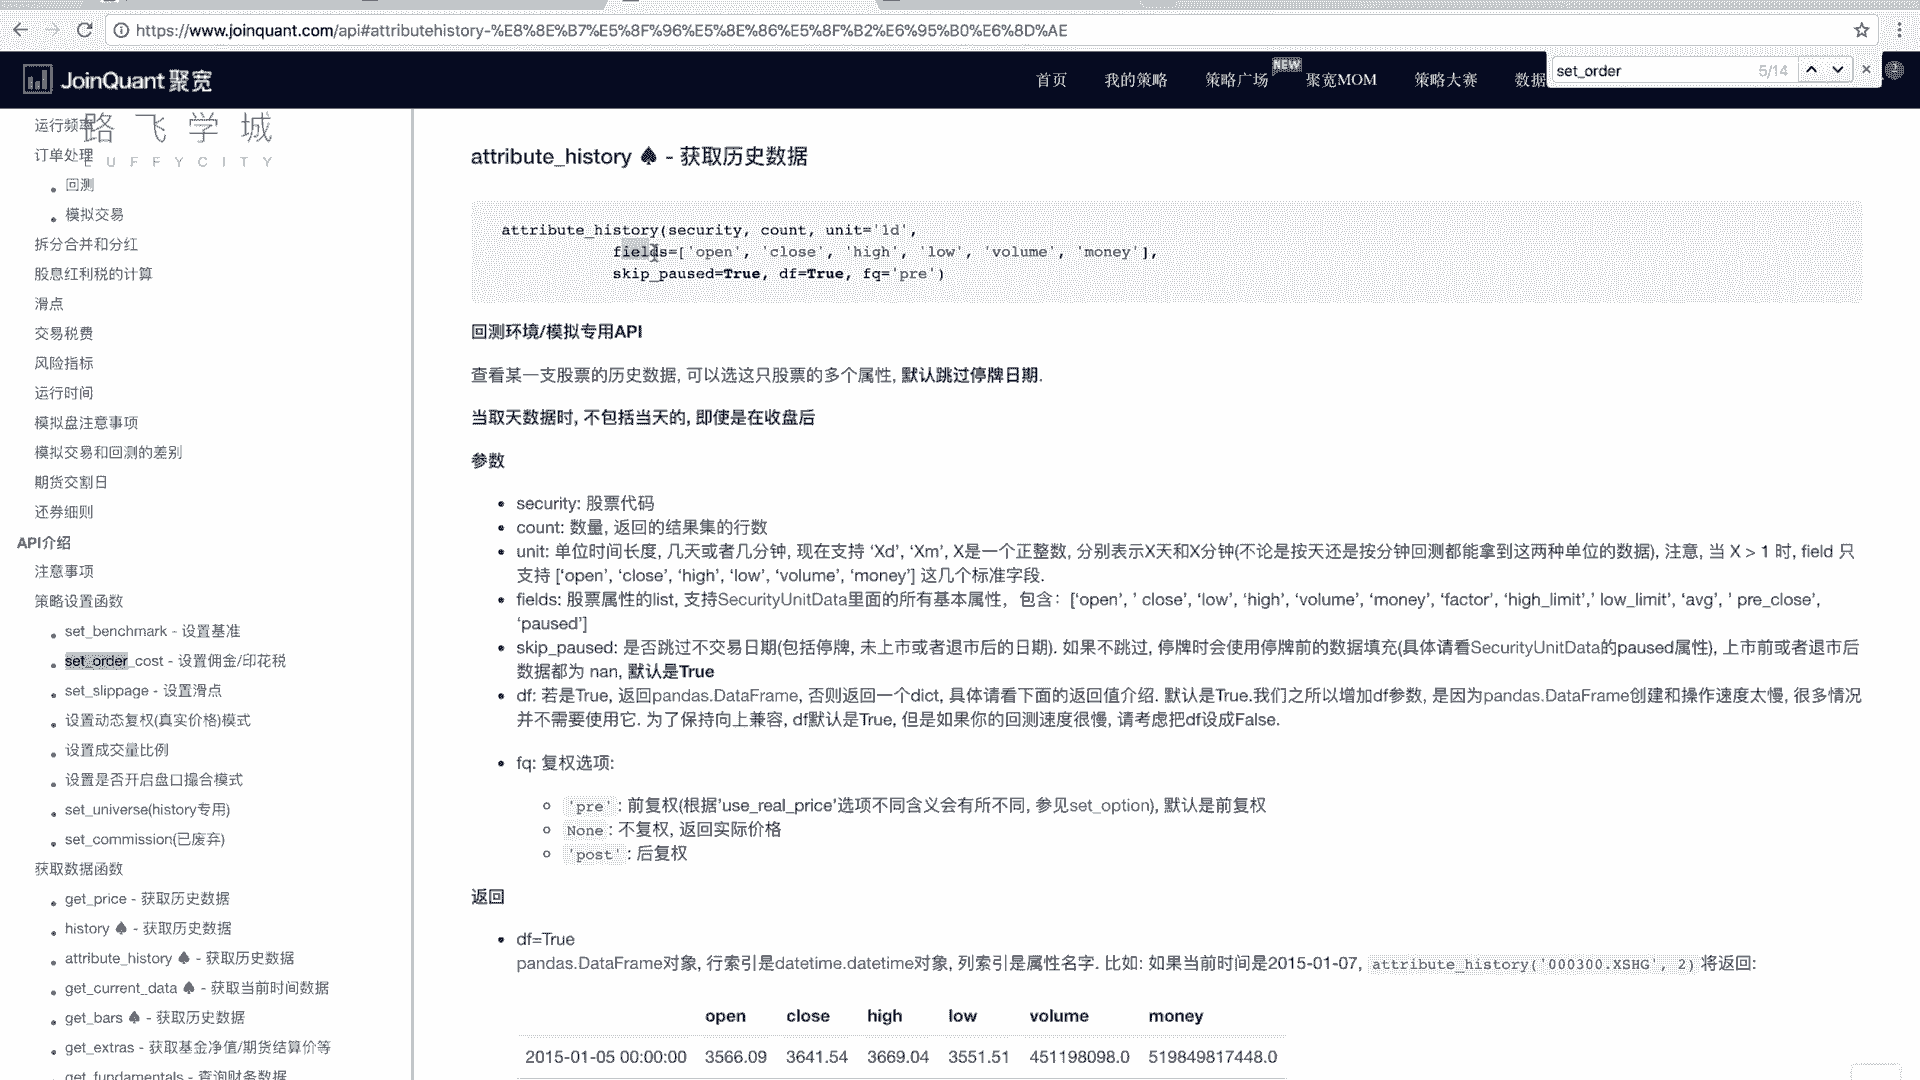 https://www.joinquant.com/api#attributehistory-%E8%8E%B7%E5%8F%96%E5%8E%86%E5%8F%B2%E6%95%B0%E6%8D%AE
JoinQuant 聚宽
首页
我的策略
策略广场
NEW
聚宽MOM
策略大赛
数据
set_order
5/14
路飞学城
LUFFYCITY
运行频率
订单处理
回测
模拟交易
拆分合并和分红
股息红利税的计算
滑点
交易税费
风险指标
运行时间
模拟盘注意事项
模拟交易和回测的差别
期货交割日
还券细则
API介绍
注意事项
策略设置函数
set_benchmark - 设置基准
set_order_cost - 设置佣金/印花税
set_slippage - 设置滑点
设置动态复权(真实价格)模式
设置成交量比例
设置是否开启盘口撮合模式
set_universe(history专用)
set_commission(已废弃)
获取数据函数
get_price - 获取历史数据
history ♠ - 获取历史数据
attribute_history ♠ - 获取历史数据
get_current_data ♠ - 获取当前时间数据
get_bars ♠ - 获取历史数据
get_extras - 获取基金净值/期货结算价等
get_fundamentals - 查询财务数据
attribute_history ♠ - 获取历史数据
attribute_history(security, count, unit='1d',
fields=['open', 'close', 'high', 'low', 'volume', 'money'],
skip_paused=True, df=True, fq='pre')
回测环境/模拟专用API
查看某一支股票的历史数据, 可以选这只股票的多个属性, 默认跳过停牌日期.
当取天数据时, 不包括当天的, 即使是在收盘后
参数
security: 股票代码
count: 数量, 返回的结果集的行数
unit: 单位时间长度, 几天或者几分钟, 现在支持 ‘Xd’, ‘Xm’, X是一个正整数, 分别表示X天和X分钟(不论是按天还是按分钟回测都能拿到这两种单位的数据), 注意, 当 X > 1 时, field 只
支持 [‘open’, ‘close’, ‘high’, ‘low’, ‘volume’, ‘money’] 这几个标准字段.
fields: 股票属性的list, 支持SecurityUnitData里面的所有基本属性，包含：[‘open’, ’ close’, ‘low’, ‘high’, ‘volume’, ‘money’, ‘factor’, ‘high_limit’,’ low_limit’, ‘avg’, ’ pre_close’,
‘paused’]
skip_paused: 是否跳过不交易日期(包括停牌, 未上市或者退市后的日期). 如果不跳过, 停牌时会使用停牌前的数据填充(具体请看SecurityUnitData的paused属性), 上市前或者退市后
数据都为 nan, 默认是True
df: 若是True, 返回pandas.DataFrame, 否则返回一个dict, 具体请看下面的返回值介绍. 默认是True.我们之所以增加df参数, 是因为pandas.DataFrame创建和操作速度太慢, 很多情况
并不需要使用它. 为了保持向上兼容, df默认是True, 但是如果你的回测速度很慢, 请考虑把df设成False.
fq: 复权选项:
'pre': 前复权(根据’use_real_price’选项不同含义会有所不同, 参见set_option), 默认是前复权
None: 不复权, 返回实际价格
'post': 后复权
返回
df=True
pandas.DataFrame对象, 行索引是datetime.datetime对象, 列索引是属性名字. 比如: 如果当前时间是2015-01-07, attribute_history('000300.XSHG', 2) 将返回:
open close high low volume money
2015-01-05 00:00:00 3566.09 3641.54 3669.04 3551.51 451198098.0 519849817448.0